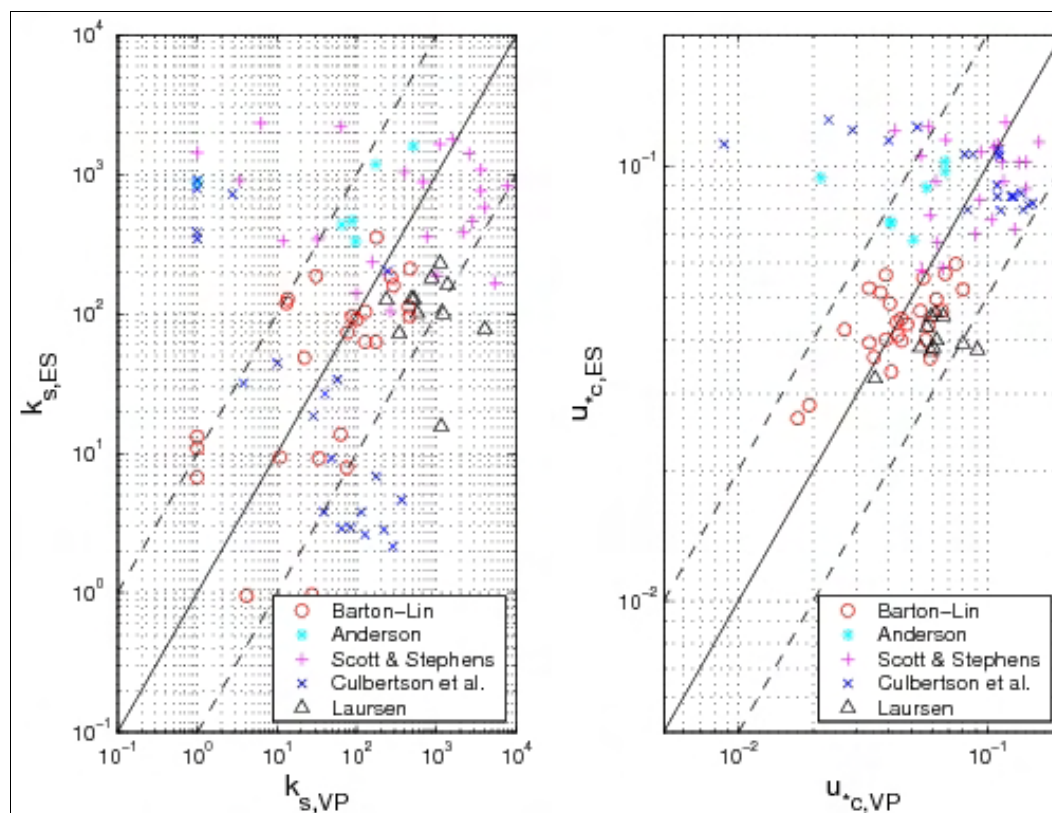 10^4
10^3
10^2
10^1
10^0
10^-1
k_s,ES
10^-1 10^0 10^1 10^2 10^3 10^4
k_s,VP
Barton-Lin
Anderson
Scott & Stephens
Culbertson et al.
Laursen
10^-1
10^-2
u_*c,ES
10^-2 10^-1
u_*c,VP
Barton-Lin
Anderson
Scott & Stephens
Culbertson et al.
Laursen